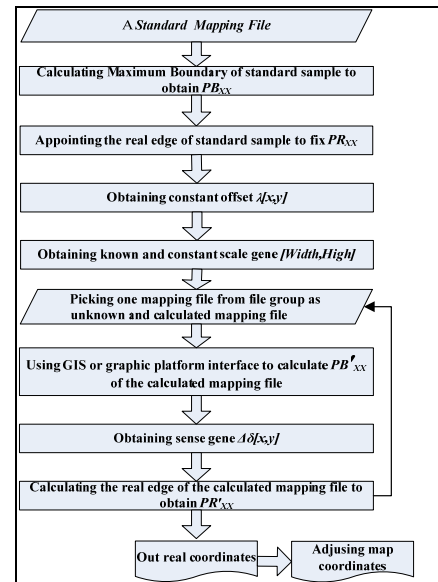 A Standard Mapping File
Calculating Maximum Boundary of standard sample to
obtain PBXX
Appointing the real edge of standard sample to fix PRXX
Obtaining constant offset λ[x,y]
Obtaining known and constant scale gene [Width,High]
Picking one mapping file from file group as
unknown and calculated mapping file
Using GIS or graphic platform interface to calculate PB'XX
of the calculated mapping file
Obtaining sense gene Δδ[x,y]
Calculating the real edge of the calculated mapping file to
obtain PR'XX
Out real coordinates
Adjusing map
coordinates